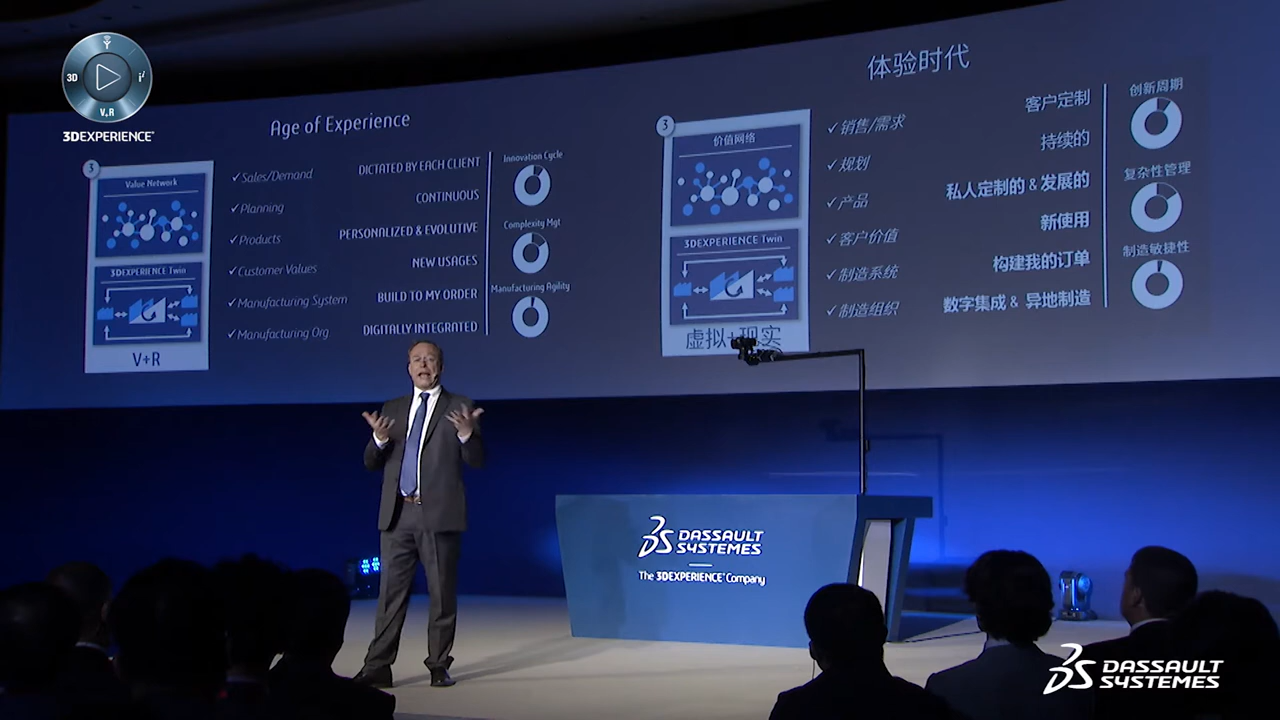 3D
i²
V,R
3DEXPERIENCE
Age of Experience
3
Value Network
3DEXPERIENCE Twin
V+R
✓Sales/Demand
✓Planning
✓Products
✓Customer Values
✓Manufacturing System
✓Manufacturing Org
DICTATED BY EACH CLIENT
CONTINUOUS
PERSONALIZED & EVOLUTIVE
NEW USAGES
BUILD TO MY ORDER
DIGITALLY INTEGRATED
Innovation Cycle
Complexity Mgt
Manufacturing Agility
体验时代
3
价值网络
3DEXPERIENCE Twin
虚拟+现实
✓销售/需求
✓规划
✓产品
✓客户价值
✓制造系统
✓制造组织
客户定制
持续的
私人定制的 & 发展的
新使用
构建我的订单
数字集成 & 异地制造
创新周期
复杂性管理
制造敏捷性
DASSAULT
SYSTEMES
The 3DEXPERIENCE Company
DASSAULT
SYSTEMES